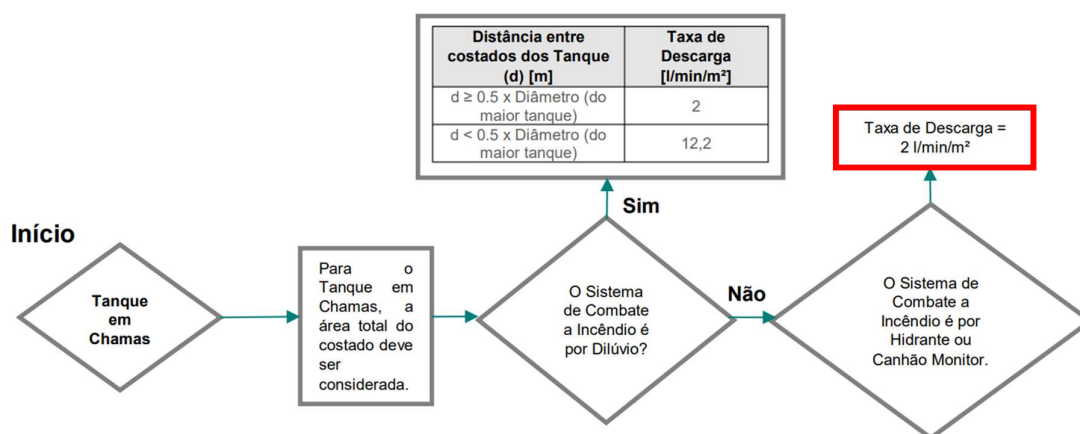 Início
Tanque
em
Chamas
Para o
Tanque em
Chamas, a
área total do
costado deve
ser
considerada.
O Sistema
de Combate
a Incêndio é
por Dilúvio?
Sim
Distância entre
costados dos Tanque
(d) [m]
Taxa de
Descarga
[l/min/m²]
d ≥ 0.5 x Diâmetro (do
maior tanque)
2
d < 0.5 x Diâmetro (do
maior tanque)
12,2
Não
O Sistema de
Combate a
Incêndio é por
Hidrante ou
Canhão Monitor.
Taxa de Descarga =
2 l/min/m²